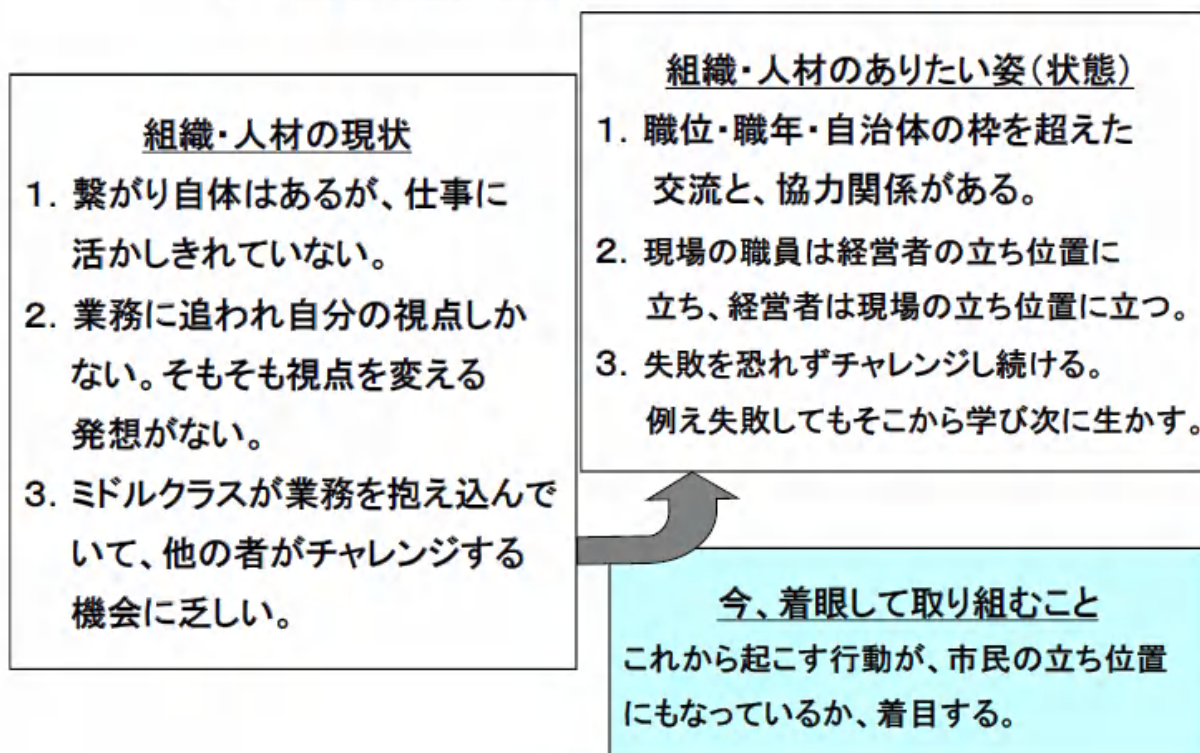 組織・人材の現状
1. 繋がり自体はあるが、仕事に
活かしきれていない。
2. 業務に追われ自分の視点しか
ない。そもそも視点を変える
発想がない。
3. ミドルクラスが業務を抱え込んで
いて、他の者がチャレンジする
機会に乏しい。
組織・人材のありたい姿(状態)
1. 職位・職年・自治体の枠を超えた
交流と、協力関係がある。
2. 現場の職員は経営者の立ち位置に
立ち、経営者は現場の立ち位置に立つ。
3. 失敗を恐れずチャレンジし続ける。
例え失敗してもそこから学び次に生かす。
今、着眼して取り組むこと
これから起こす行動が、市民の立ち位置
にもなっているか、着目する。